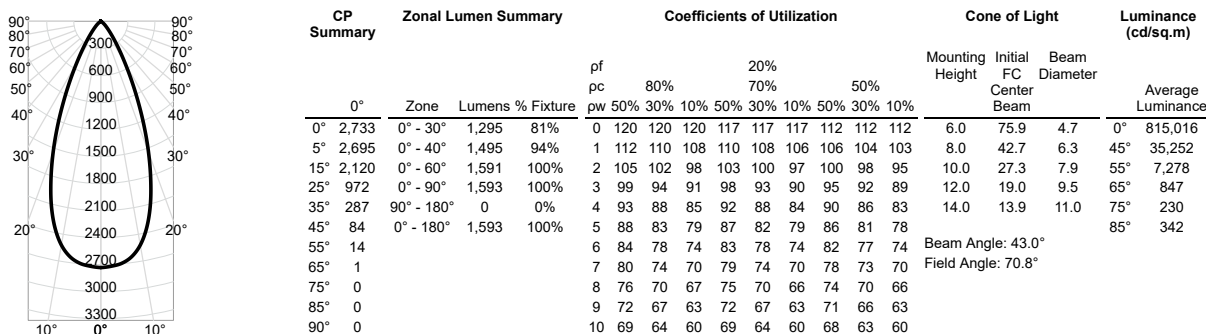 90° 90°
80° 80°
70° 70°
60° 60°
50° 50°
40° 40°
30° 30°
20° 20°
10° 0° 10°
300
600
900
1200
1500
1800
2100
2400
2700
3000
3300
CP Summary
0°
0° 2,733
5° 2,695
15° 2,120
25° 972
35° 287
45° 84
55° 14
65° 1
75° 0
85° 0
90° 0
Zonal Lumen Summary
Zone Lumens % Fixture
0° - 30° 1,295 81%
0° - 40° 1,495 94%
0° - 60° 1,591 100%
0° - 90° 1,593 100%
90° - 180° 0 0%
0° - 180° 1,593 100%
Coefficients of Utilization
ρf 20%
ρc 80% 70% 50%
ρw 50% 30% 10% 50% 30% 10% 50% 30% 10%
0 120 120 120 117 117 117 112 112 112
1 112 110 108 110 108 106 106 104 103
2 105 102 98 103 100 97 100 98 95
3 99 94 91 98 93 90 95 92 89
4 93 88 85 92 88 84 90 86 83
5 88 83 79 87 82 79 86 81 78
6 84 78 74 83 78 74 82 77 74
7 80 74 70 79 74 70 78 73 70
8 76 70 67 75 70 66 74 70 66
9 72 67 63 72 67 63 71 66 63
10 69 64 60 69 64 60 68 63 60
Cone of Light
Mounting Height Initial FC Center Beam Beam Diameter
6.0 75.9 4.7
8.0 42.7 6.3
10.0 27.3 7.9
12.0 19.0 9.5
14.0 13.9 11.0
Beam Angle: 43.0°
Field Angle: 70.8°
Luminance (cd/sq.m)
Average Luminance
0° 815,016
45° 35,252
55° 7,278
65° 847
75° 230
85° 342